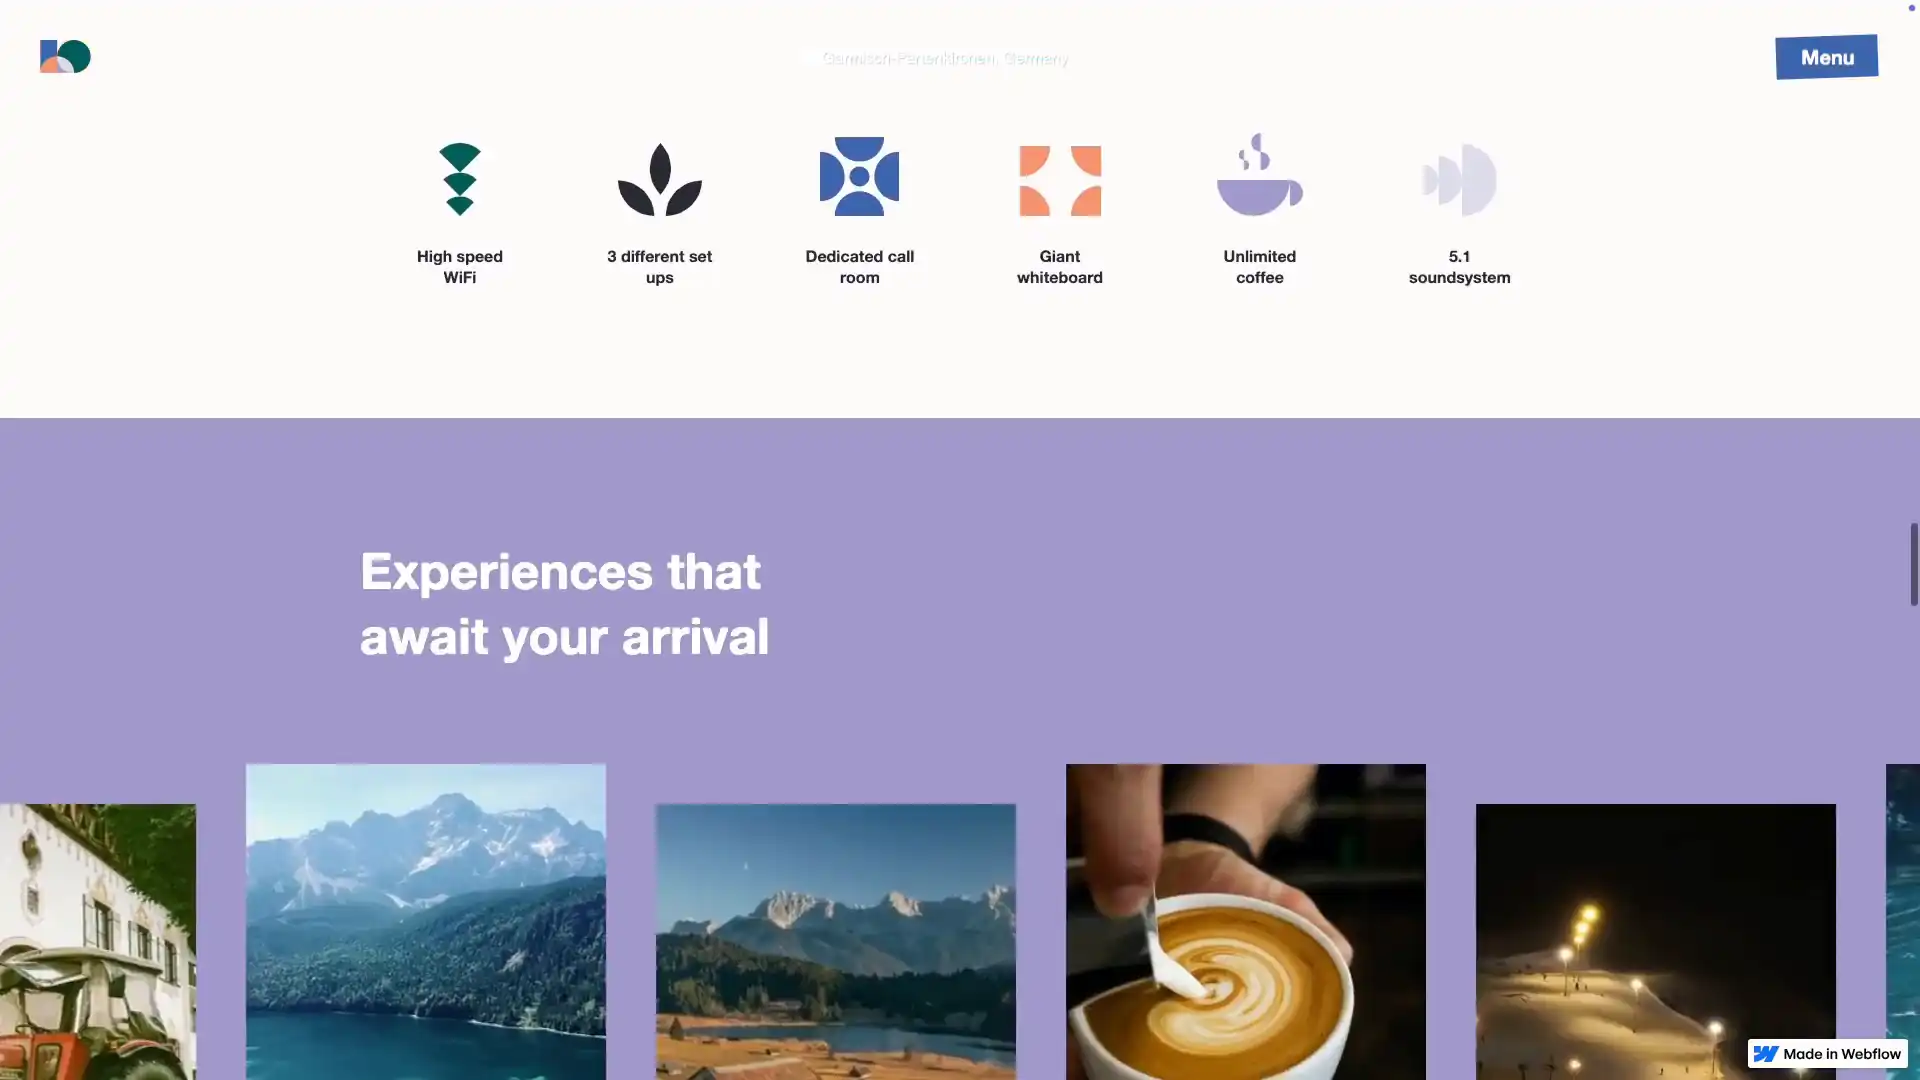 Garmisch-Partenkirchen, Germany
Menu
High speed
WiFi
3 different set
ups
Dedicated call
room
Giant
whiteboard
Unlimited
coffee
5.1
soundsystem
Experiences that
await your arrival
Made in Webflow